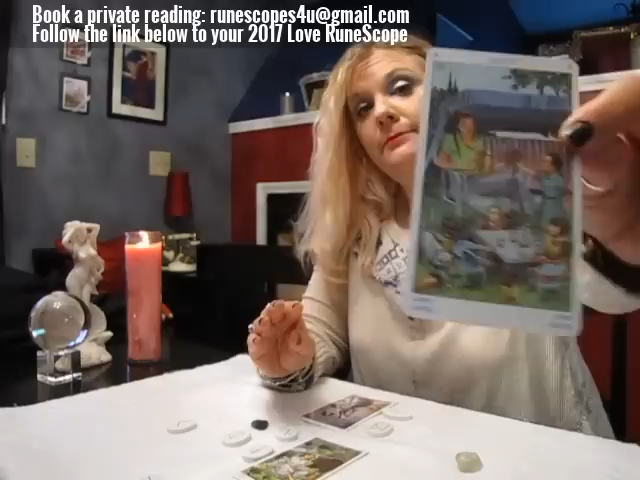 Book a private reading: runescopes4u@gmail.com
Follow the link below to your 2017 Love RuneScope